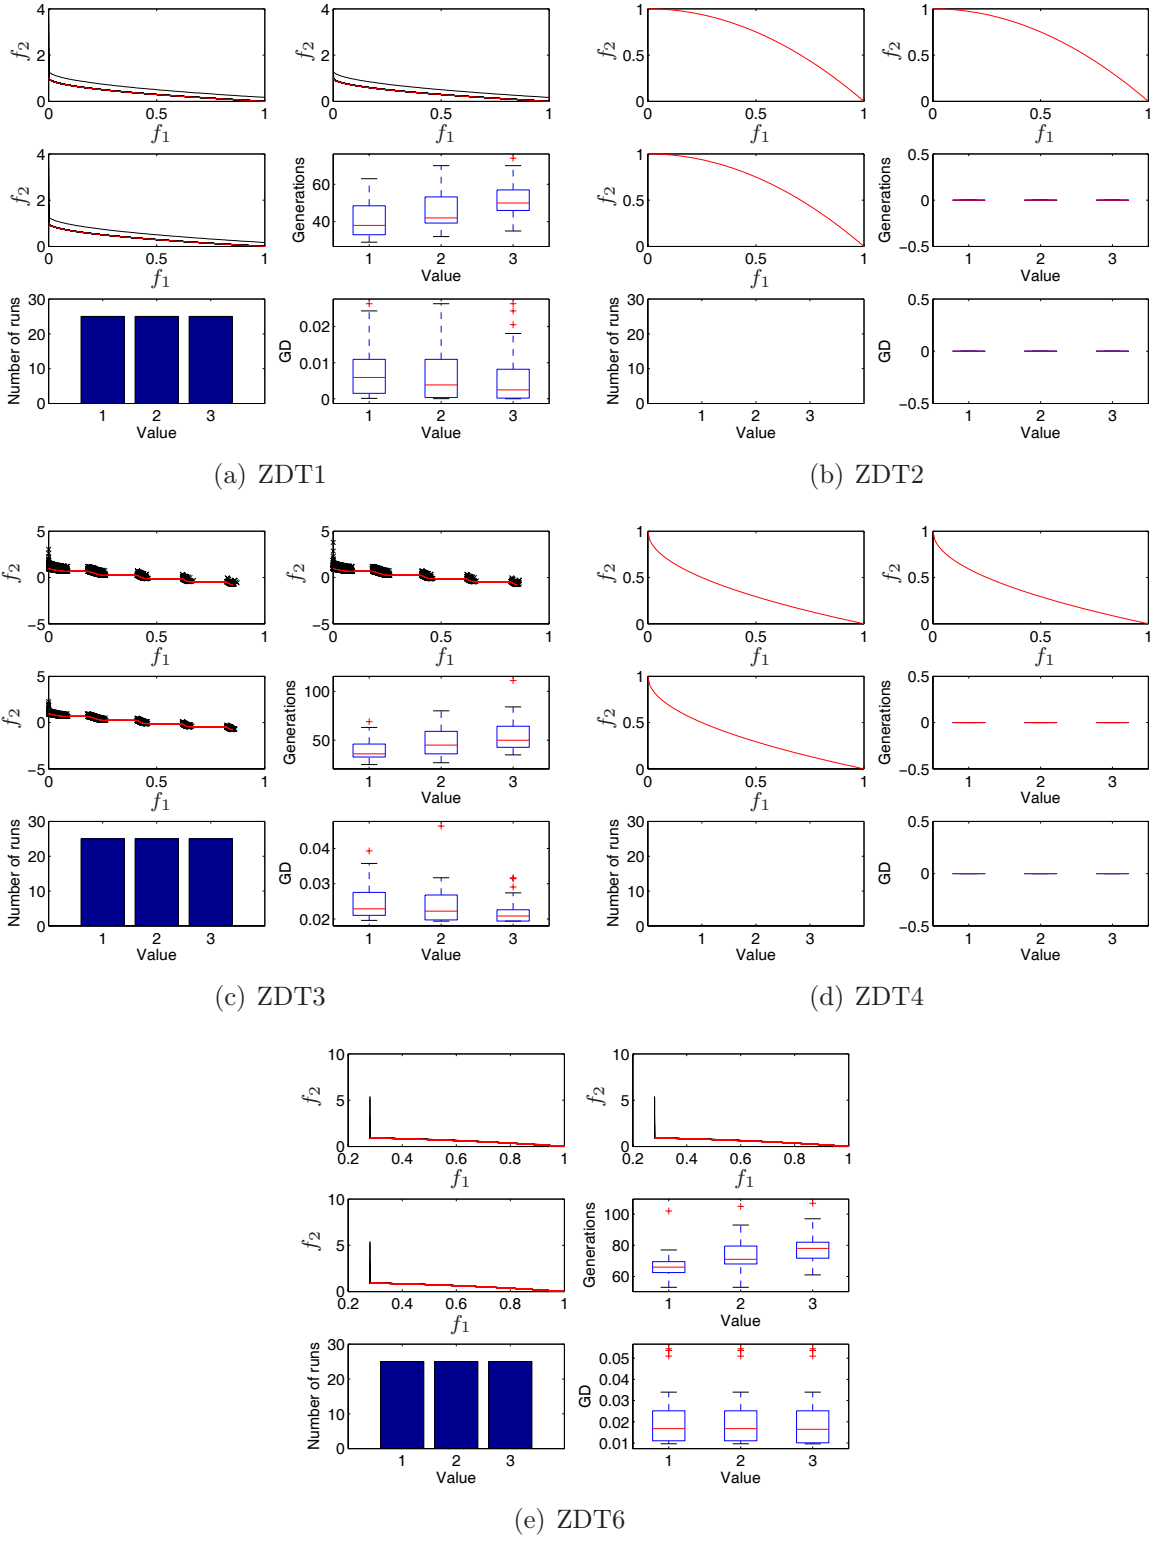 4
2
0
f2
0 0.5 1
f1
4
2
0
f2
0 0.5 1
f1
4
2
0
f2
0 0.5 1
f1
60
40
Generations
1 2 3
Value
30
20
10
0
Number of runs
1 2 3
Value
0.02
0.01
0
GD
1 2 3
Value
(a) ZDT1
1
0.5
0
f2
0 0.5 1
f1
1
0.5
0
f2
0 0.5 1
f1
1
0.5
0
f2
0 0.5 1
f1
0.5
0
−0.5
Generations
1 2 3
Value
30
20
10
0
Number of runs
1 2 3
Value
0.5
0
−0.5
GD
1 2 3
Value
(b) ZDT2
5
0
−5
f2
0 0.5 1
f1
5
0
−5
f2
0 0.5 1
f1
5
0
−5
f2
0 0.5 1
f1
100
50
Generations
1 2 3
Value
30
20
10
0
Number of runs
1 2 3
Value
0.04
0.03
0.02
GD
1 2 3
Value
(c) ZDT3
1
0.5
0
f2
0 0.5 1
f1
1
0.5
0
f2
0 0.5 1
f1
1
0.5
0
f2
0 0.5 1
f1
0.5
0
−0.5
Generations
1 2 3
Value
30
20
10
0
Number of runs
1 2 3
Value
0.5
0
−0.5
GD
1 2 3
Value
(d) ZDT4
10
5
0
f2
0.2 0.4 0.6 0.8 1
f1
10
5
0
f2
0.2 0.4 0.6 0.8 1
f1
10
5
0
f2
0.2 0.4 0.6 0.8 1
f1
100
80
60
Generations
1 2 3
Value
30
20
10
0
Number of runs
1 2 3
Value
0.05
0.04
0.03
0.02
0.01
GD
1 2 3
Value
(e) ZDT6